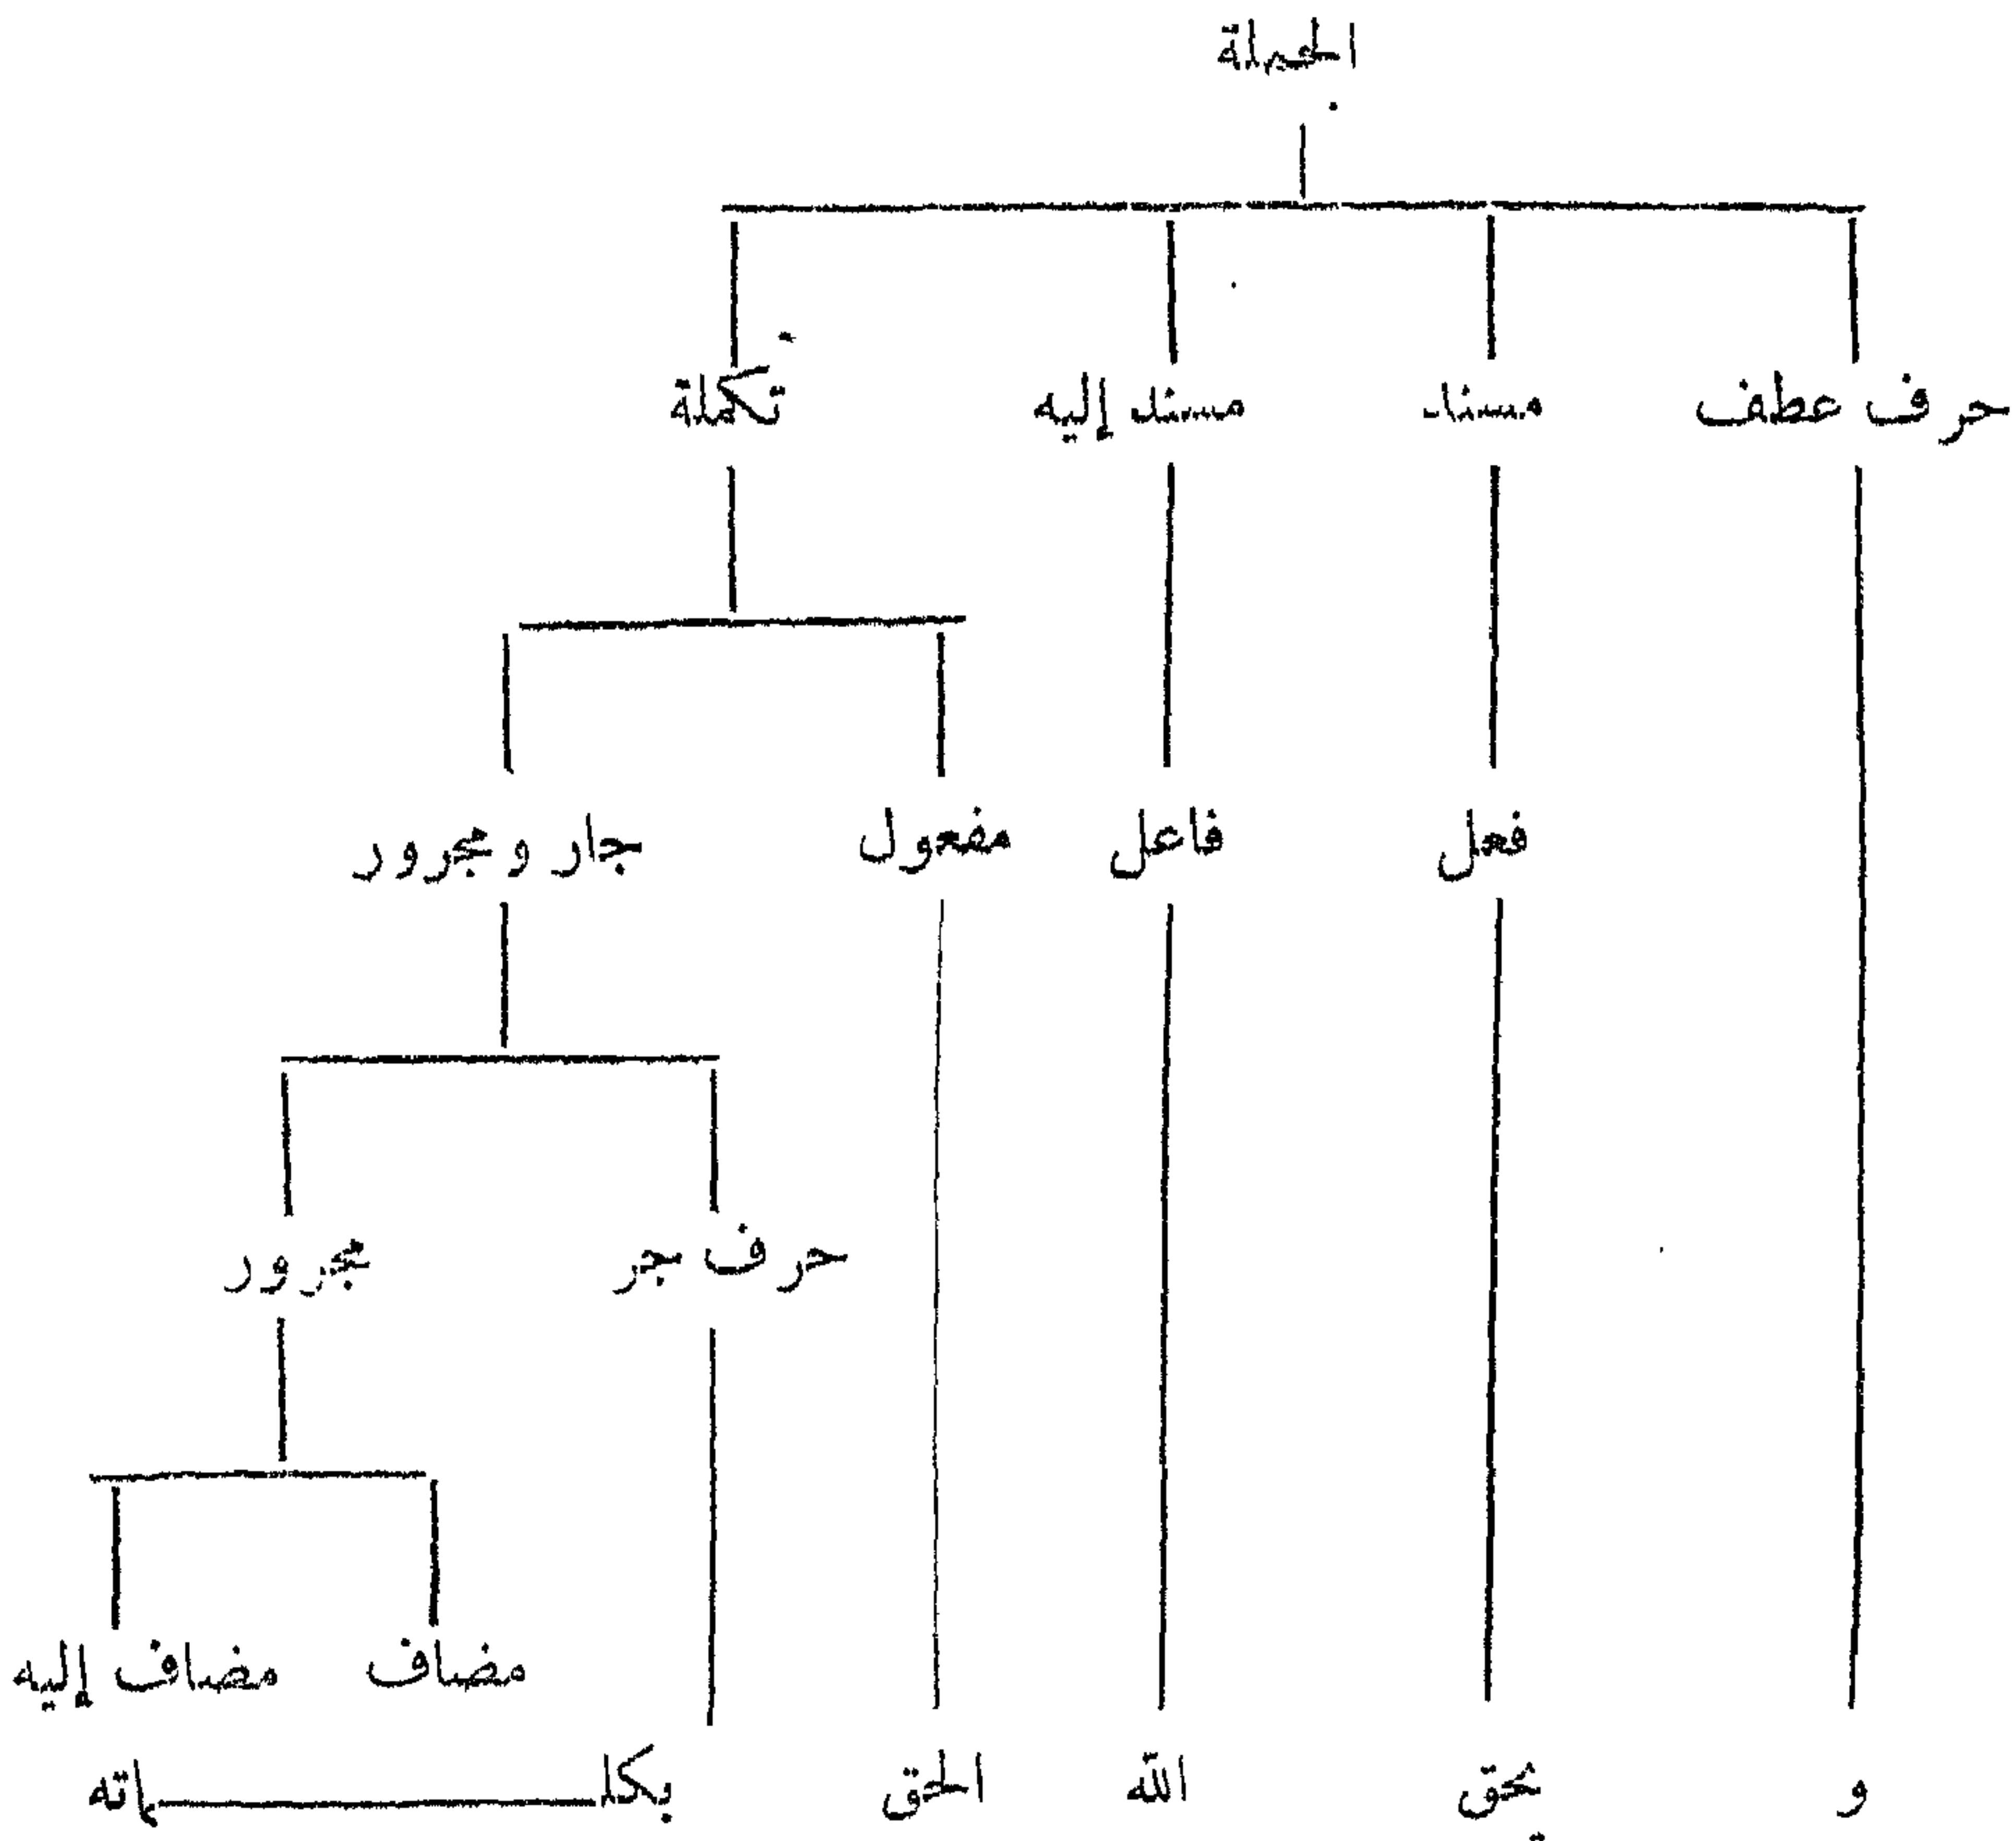 الجملة
حرف عطف مسند مسند إليه تكملة
فعل فاعل مفعول جار ومجرور
حرف جر مجرور
مضاف مضاف إليه
و يحق الله الحق بكلماته